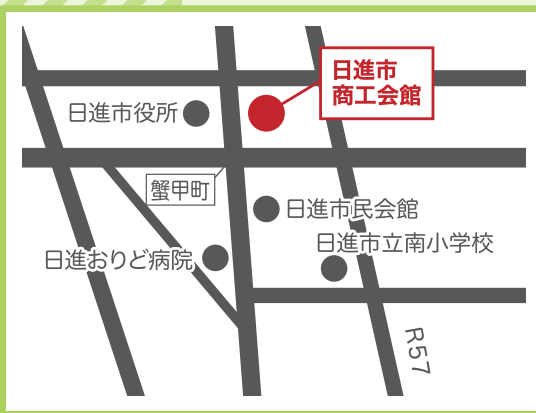 日進市
商工会館
日進市役所
蟹甲町
日進市民会館
日進市立南小学校
日進おりど病院
R57